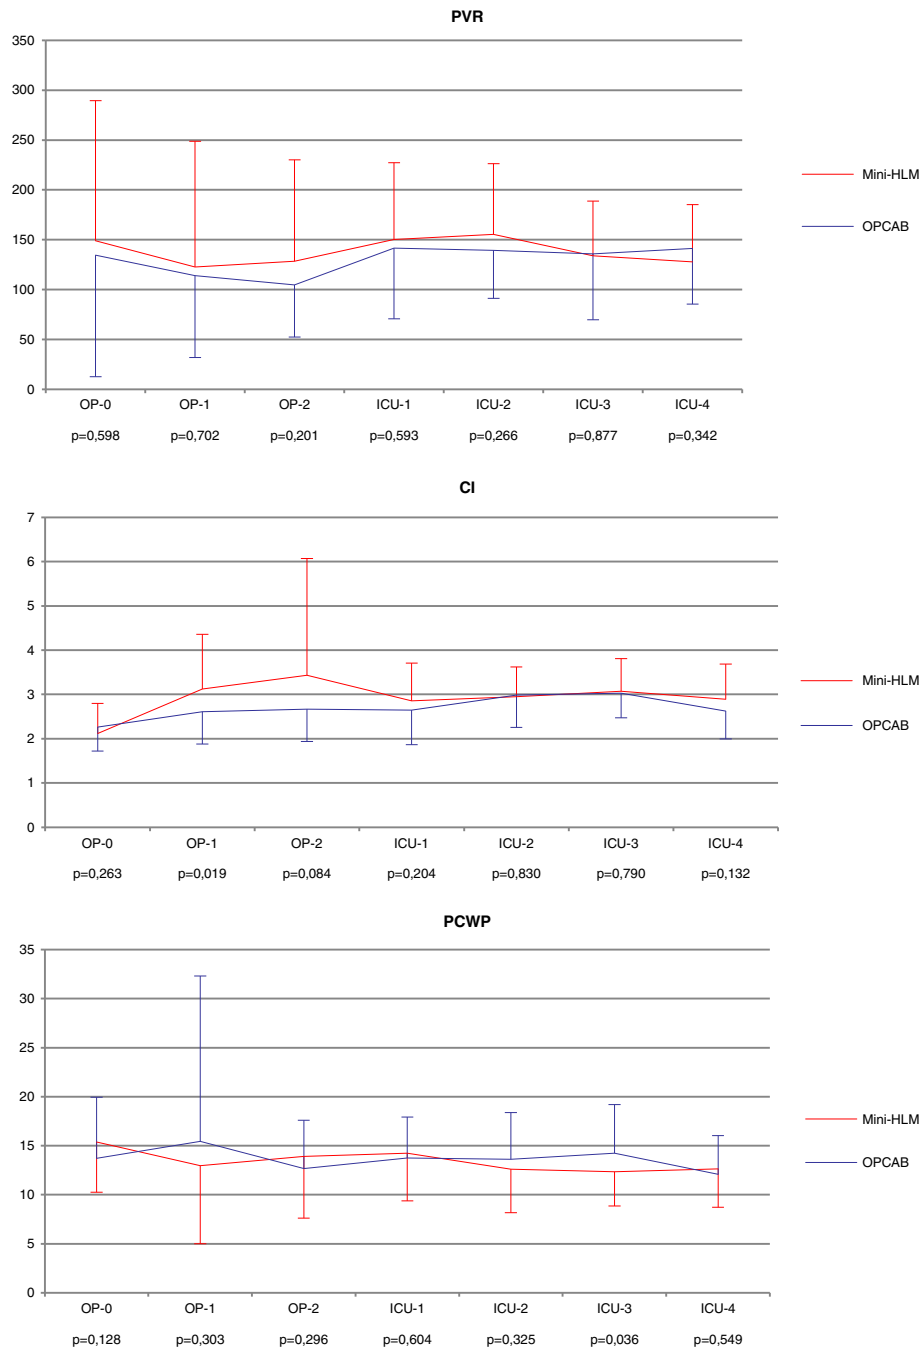 PVR
350
300
250
200
150
100
50
0
OP-0 OP-1 OP-2 ICU-1 ICU-2 ICU-3 ICU-4
p=0,598 p=0,702 p=0,201 p=0,593 p=0,266 p=0,877 p=0,342
Mini-HLM
OPCAB
CI
7
6
5
4
3
2
1
0
OP-0 OP-1 OP-2 ICU-1 ICU-2 ICU-3 ICU-4
p=0,263 p=0,019 p=0,084 p=0,204 p=0,830 p=0,790 p=0,132
Mini-HLM
OPCAB
PCWP
35
30
25
20
15
10
5
0
OP-0 OP-1 OP-2 ICU-1 ICU-2 ICU-3 ICU-4
p=0,128 p=0,303 p=0,296 p=0,604 p=0,325 p=0,036 p=0,549
Mini-HLM
OPCAB